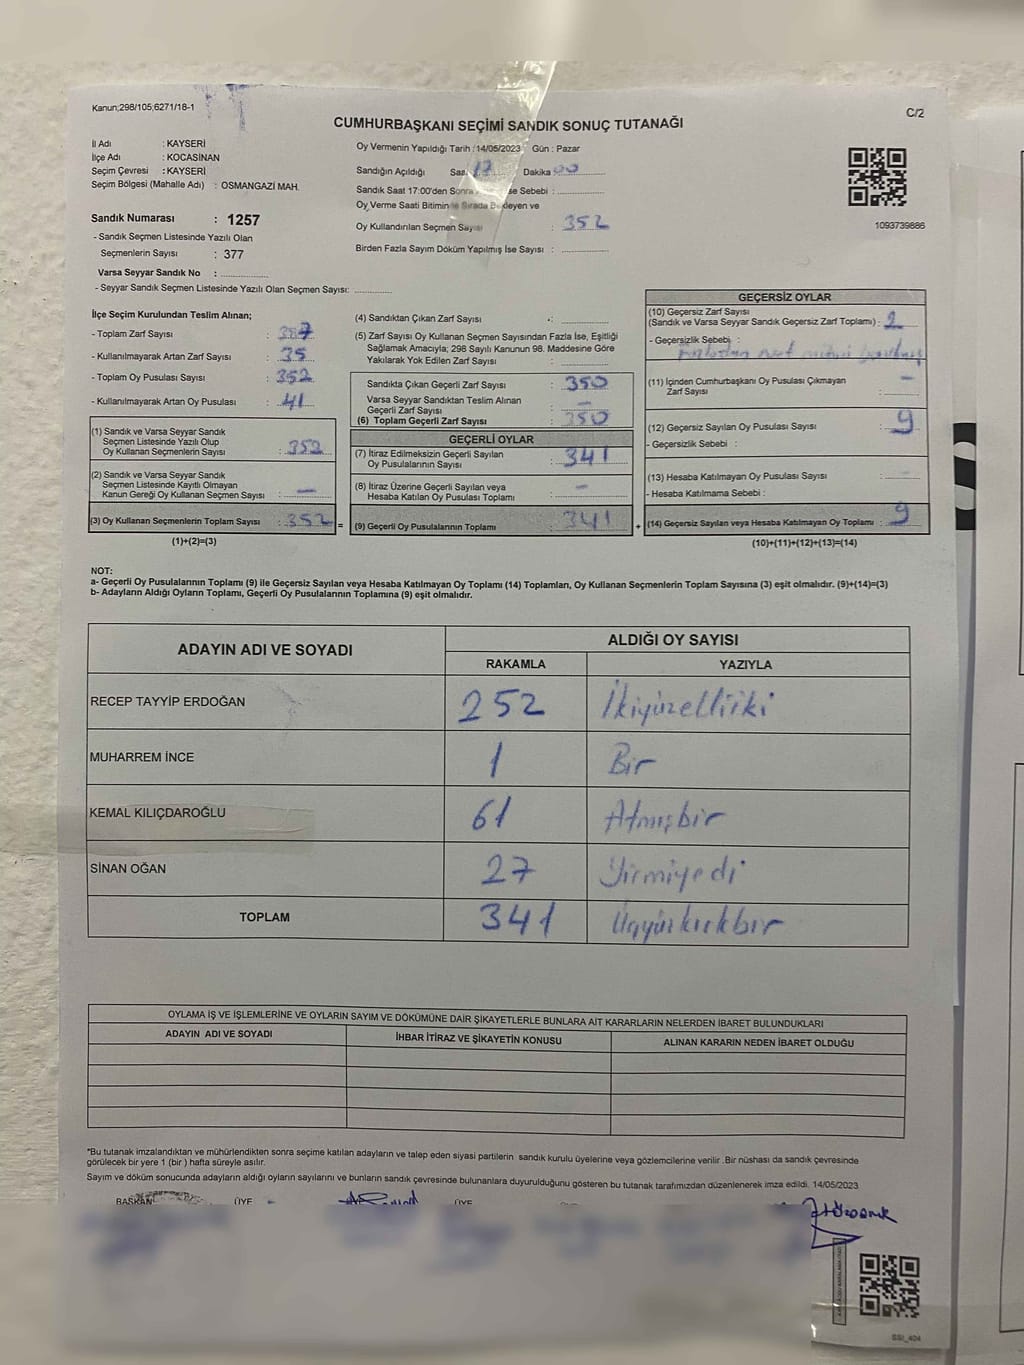 Kanun;298/105,6271/18-1
C/2
CUMHURBAŞKANI SEÇİMİ SANDIK SONUÇ TUTANAĞI
İl Adı : KAYSERİ
İlçe Adı : KOCASİNAN
Seçim Çevresi : KAYSERİ
Seçim Bölgesi (Mahalle Adı) : OSMANGAZİ MAH.
Sandık Numarası : 1257
- Sandık Seçmen Listesinde Yazılı Olan
Seçmenlerin Sayısı : 377
Varsa Seyyar Sandık No :
- Seyyar Sandık Seçmen Listesinde Yazılı Olan Seçmen Sayısı:
Oy Vermenin Yapıldığı Tarih :14/05/2023 Gün : Pazar
Sandığın Açıldığı Saat 17 Dakika 00
Sandık Saat 17:00'den Sonra ise Sebebi :
Oy Verme Saati Bitiminde Sırada Bekleyen ve
Oy Kullandırılan Seçmen Sayısı : 352
Birden Fazla Sayım Döküm Yapılmış İse Sayısı :
1093739886
İlçe Seçim Kurulundan Teslim Alınan;
- Toplam Zarf Sayısı :
- Kullanılmayarak Artan Zarf Sayısı : 35
- Toplam Oy Pusulası Sayısı : 352
- Kullanılmayarak Artan Oy Pusulası : 41
(1) Sandık ve Varsa Seyyar Sandık
Seçmen Listesinde Yazılı Olup
Oy Kullanan Seçmenlerin Sayısı : 352
(2) Sandık ve Varsa Seyyar Sandık
Seçmen Listesinde Kayıtlı Olmayan
Kanun Gereği Oy Kullanan Seçmen Sayısı : —
(3) Oy Kullanan Seçmenlerin Toplam Sayısı : 352 =
(1)+(2)=(3)
(4) Sandıktan Çıkan Zarf Sayısı :
(5) Zarf Sayısı Oy Kullanan Seçmen Sayısından Fazla İse, Eşitliği
Sağlamak Amacıyla; 298 Sayılı Kanunun 98. Maddesine Göre
Yakılarak Yok Edilen Zarf Sayısı :
Sandıkta Çıkan Geçerli Zarf Sayısı : 350
Varsa Seyyar Sandıktan Teslim Alınan
Geçerli Zarf Sayısı : —
(6) Toplam Geçerli Zarf Sayısı : 350
GEÇERLİ OYLAR
(7) İtiraz Edilmeksizin Geçerli Sayılan
Oy Pusulalarının Sayısı : 341
(8) İtiraz Üzerine Geçerli Sayılan veya
Hesaba Katılan Oy Pusulası Toplamı : —
(9) Geçerli Oy Pusulalarının Toplamı : 341 +
GEÇERSİZ OYLAR
(10) Geçersiz Zarf Sayısı
(Sandık ve Varsa Seyyar Sandık Geçersiz Zarf Toplamı) : 2
- Geçersizlik Sebebi :
(11) İçinden Cumhurbaşkanı Oy Pusulası Çıkmayan
Zarf Sayısı : —
(12) Geçersiz Sayılan Oy Pusulası Sayısı : 9
- Geçersizlik Sebebi :
(13) Hesaba Katılmayan Oy Pusulası Sayısı :
- Hesaba Katılmama Sebebi :
(14) Geçersiz Sayılan veya Hesaba Katılmayan Oy Toplamı : 9
(10)+(11)+(12)+(13)=(14)
NOT:
a- Geçerli Oy Pusulalarının Toplamı (9) ile Geçersiz Sayılan veya Hesaba Katılmayan Oy Toplamı (14) Toplamları, Oy Kullanan Seçmenlerin Toplam Sayısına (3) eşit olmalıdır. (9)+(14)=(3)
b- Adayların Aldığı Oyların Toplamı, Geçerli Oy Pusulalarının Toplamına (9) eşit olmalıdır.
ADAYIN ADI VE SOYADI
ALDIĞI OY SAYISI
RAKAMLA YAZIYLA
RECEP TAYYİP ERDOĞAN 252 İkiyüzelliiki
MUHARREM İNCE 1 Bir
KEMAL KILIÇDAROĞLU 61 Atmışbir
SİNAN OĞAN 27 Yirmiyedi
TOPLAM 341 Üçyüzkırkbir
OYLAMA İŞ VE İŞLEMLERİNE VE OYLARIN SAYIM VE DÖKÜMÜNE DAİR ŞİKAYETLERLE BUNLARA AİT KARARLARIN NELERDEN İBARET BULUNDUKLARI
ADAYIN ADI VE SOYADI İHBAR İTİRAZ VE ŞİKAYETİN KONUSU ALINAN KARARIN NEDEN İBARET OLDUĞU
*Bu tutanak imzalandıktan ve mühürlendikten sonra seçime katılan adayların ve talep eden siyasi partilerin sandık kurulu üyelerine veya gözlemcilerine verilir .Bir nüshası da sandık çevresinde
görülecek bir yere 1 (bir ) hafta süreyle asılır.
Sayım ve döküm sonucunda adayların aldığı oyların sayılarını ve bunların sandık çevresinde bulunanlara duyurulduğunu gösteren bu tutanak tarafımızdan düzenlenerek imza edildi. 14/05/2023
BAŞKAN ÜYE ÜYE
SSI_404